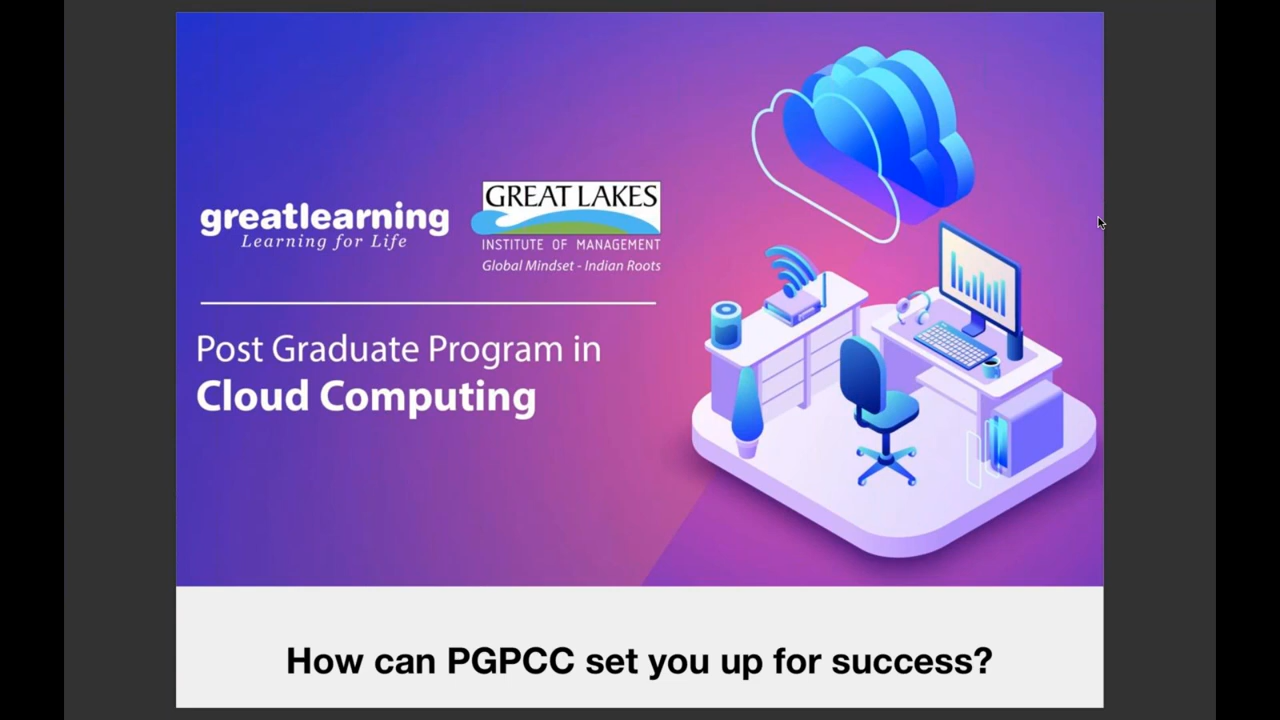 greatlearning
Learning for Life
GREAT LAKES
INSTITUTE OF MANAGEMENT
Global Mindset - Indian Roots
Post Graduate Program in
Cloud Computing
How can PGPCC set you up for success?